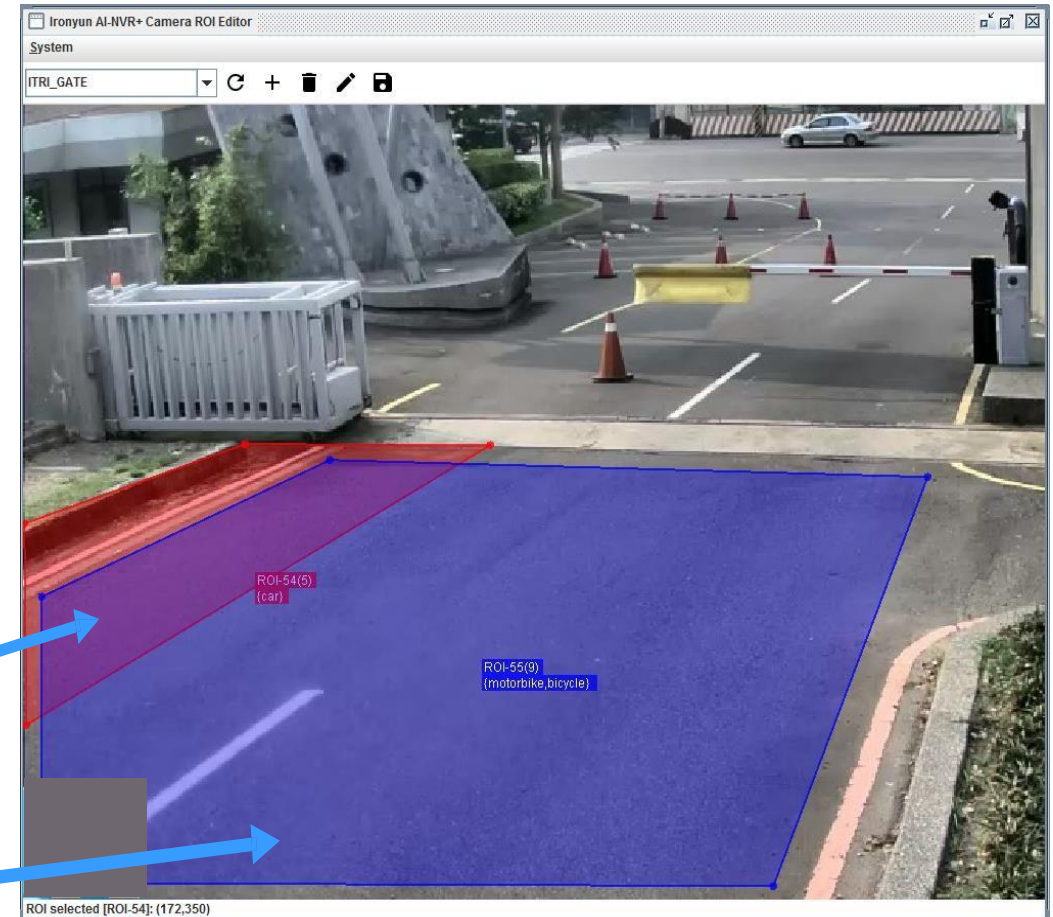 Ironyun AI-NVR+ Camera ROI Editor
System
ITRI_GATE
ROI-54(5)
{car}
ROI-55(9)
{motorbike,bicycle}
ROI selected [ROI-54]: (172,350)